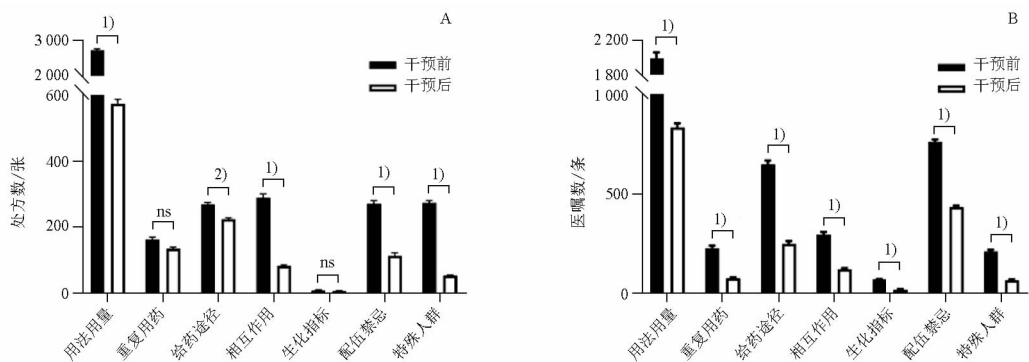 A
处方数/张
3 000
2 000
600
400
200
0
干预前
干预后
1)
ns
2)
1)
ns
1)
1)
用法用量
重复用药
给药途径
相互作用
生化指标
配伍禁忌
特殊人群
B
医嘱数/条
2 200
1 800
1 000
500
0
干预前
干预后
1)
1)
1)
1)
1)
1)
1)
用法用量
重复用药
给药途径
相互作用
生化指标
配伍禁忌
特殊人群